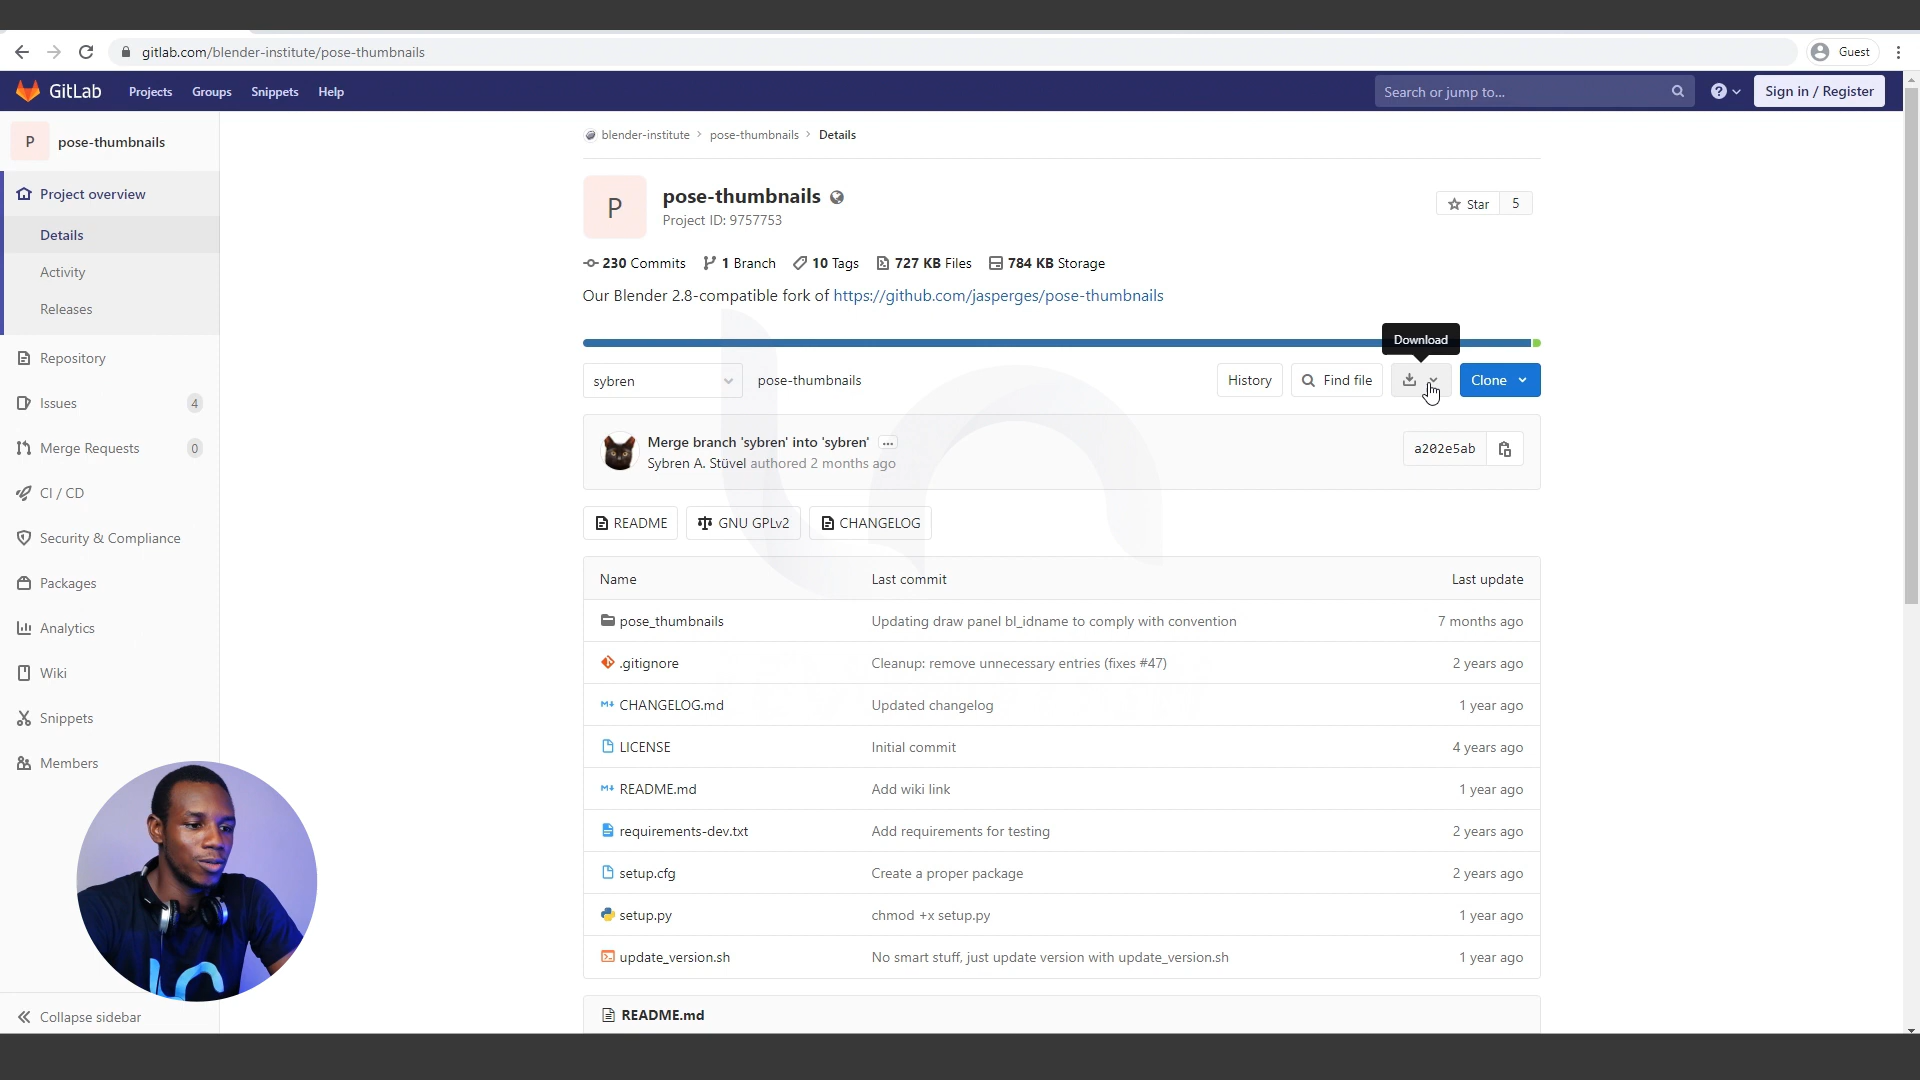 gitlab.com/blender-institute/pose-thumbnails
Guest
GitLab
Projects
Groups
Snippets
Help
Search or jump to...
Sign in / Register
P
pose-thumbnails
Project overview
Details
Activity
Releases
Repository
Issues
4
Merge Requests
0
CI / CD
Security & Compliance
Packages
Analytics
Wiki
Snippets
Members
Collapse sidebar
blender-institute > pose-thumbnails > Details
P
pose-thumbnails
Project ID: 9757753
Star
5
230 Commits
1 Branch
10 Tags
727 KB Files
784 KB Storage
Our Blender 2.8-compatible fork of https://github.com/jasperges/pose-thumbnails
Download
sybren
pose-thumbnails
History
Find file
Clone
Merge branch 'sybren' into 'sybren' ...
Sybren A. Stüvel authored 2 months ago
a202e5ab
README
GNU GPLv2
CHANGELOG
Name Last commit Last update
pose_thumbnails Updating draw panel bl_idname to comply with convention 7 months ago
.gitignore Cleanup: remove unnecessary entries (fixes #47) 2 years ago
CHANGELOG.md Updated changelog 1 year ago
LICENSE Initial commit 4 years ago
README.md Add wiki link 1 year ago
requirements-dev.txt Add requirements for testing 2 years ago
setup.cfg Create a proper package 2 years ago
setup.py chmod +x setup.py 1 year ago
update_version.sh No smart stuff, just update version with update_version.sh 1 year ago
README.md